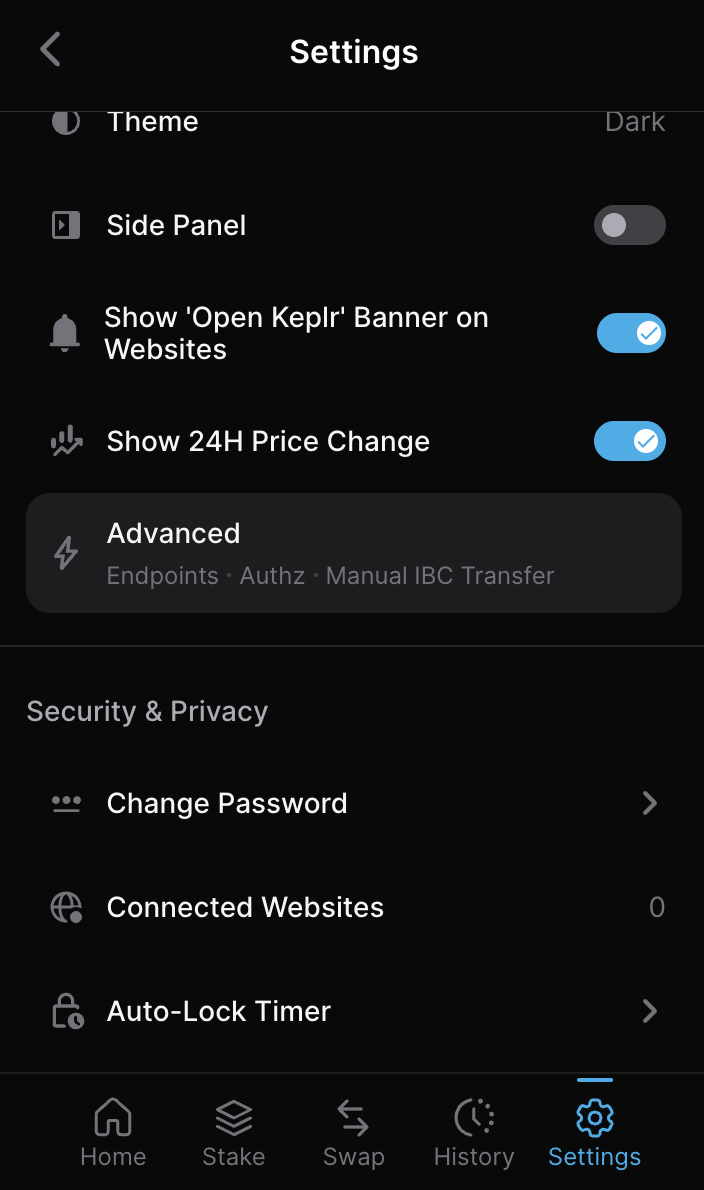 Settings
Theme Dark
Side Panel
Show 'Open Keplr' Banner on
Websites
Show 24H Price Change
Advanced
Endpoints · Authz · Manual IBC Transfer
Security & Privacy
Change Password
Connected Websites 0
Auto-Lock Timer
Home Stake Swap History Settings